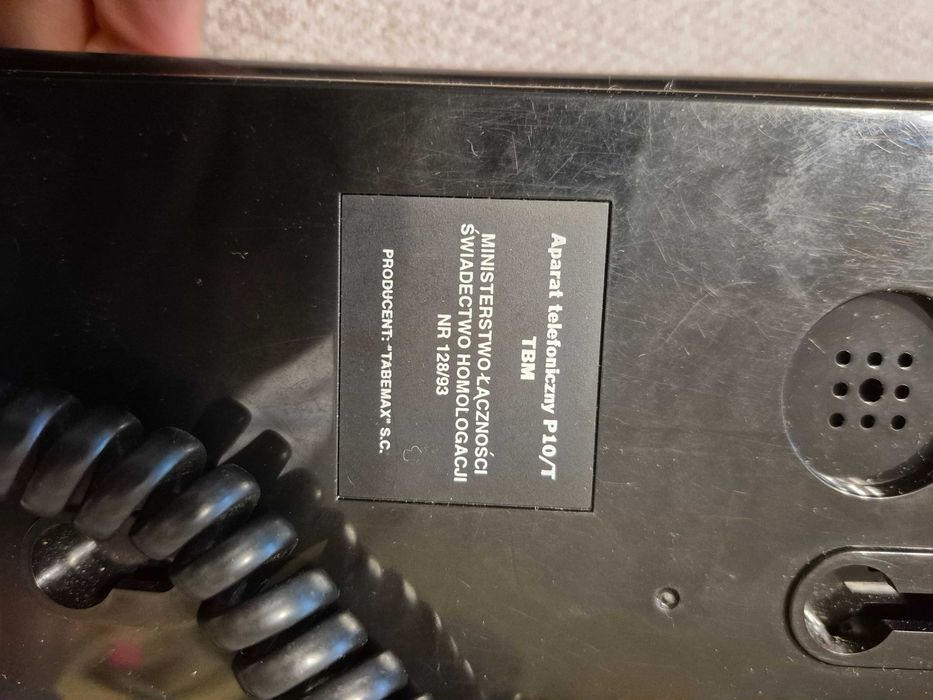 Aparat telefoniczny P10/T
TBM
MINISTERSTWO ŁĄCZNOŚCI
ŚWIADECTWO HOMOLOGACJI
NR 128/93
PRODUCENT: "TABEMAX" S.C.